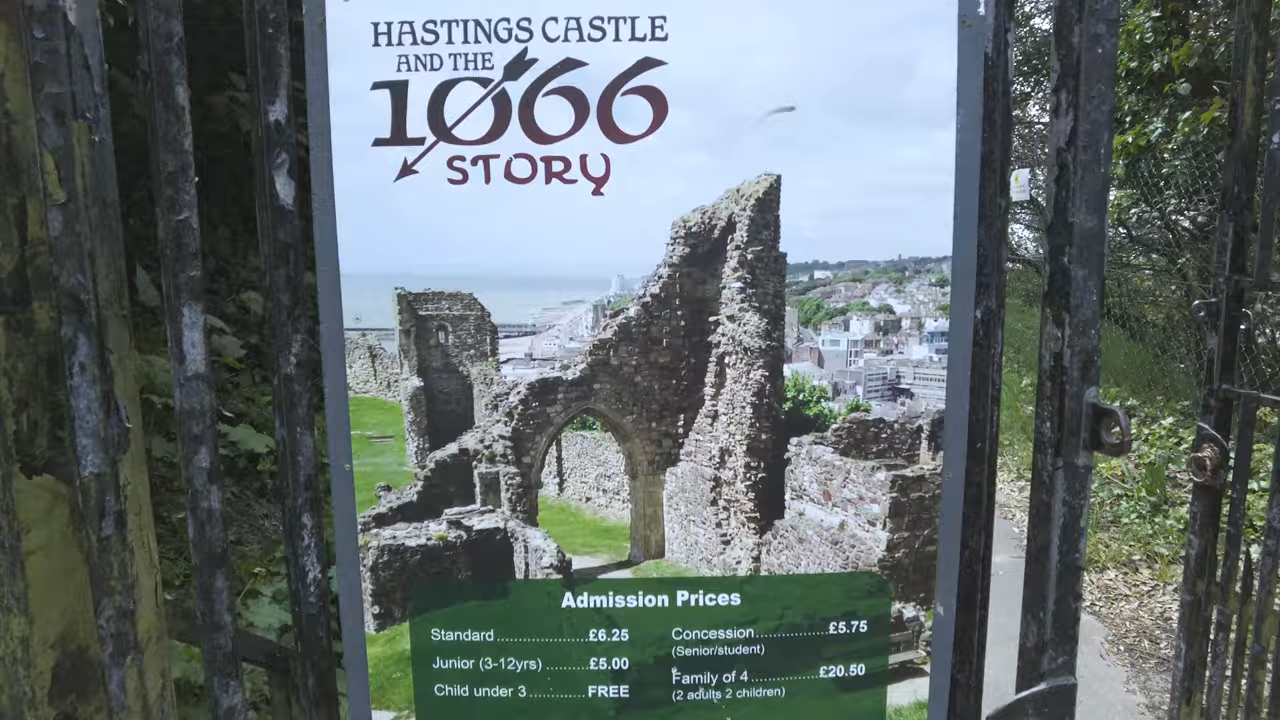 HASTINGS CASTLE
AND THE
1066
STORY
Admission Prices
Standard......................£6.25
Junior (3-12yrs) .........£5.00
Child under 3............FREE
Concession................£5.75
(Senior/student)
Family of 4...............£20.50
(2 adults 2 children)